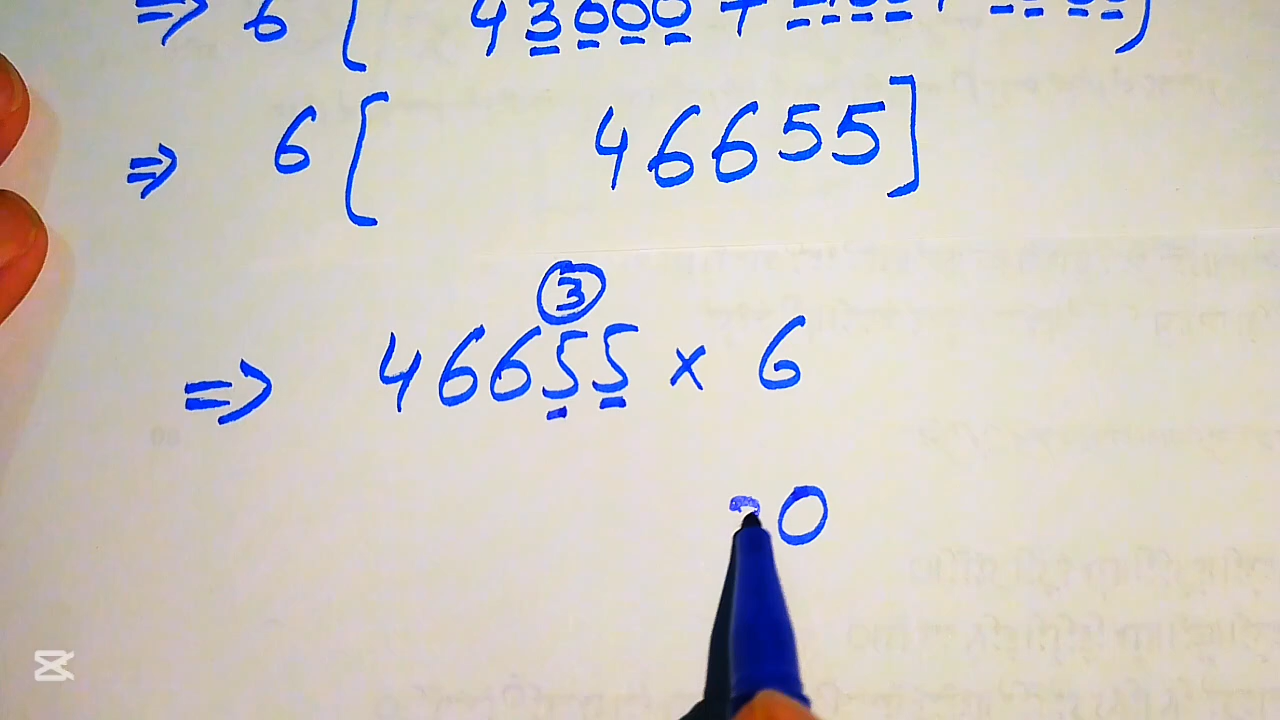 ⇒ 6 [ 43000 +
⇒ 6 [ 46655 ]
③
⇒ 46655 × 6
0